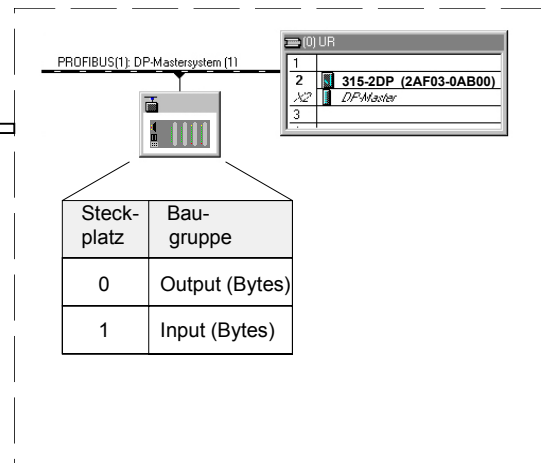 (0) UR
PROFIBUS(1): DP-Mastersystem (1)
1
2 315-2DP (2AF03-0AB00)
X2 DP-Master
3
Steck-
platz
Bau-
gruppe
0 Output (Bytes)
1 Input (Bytes)